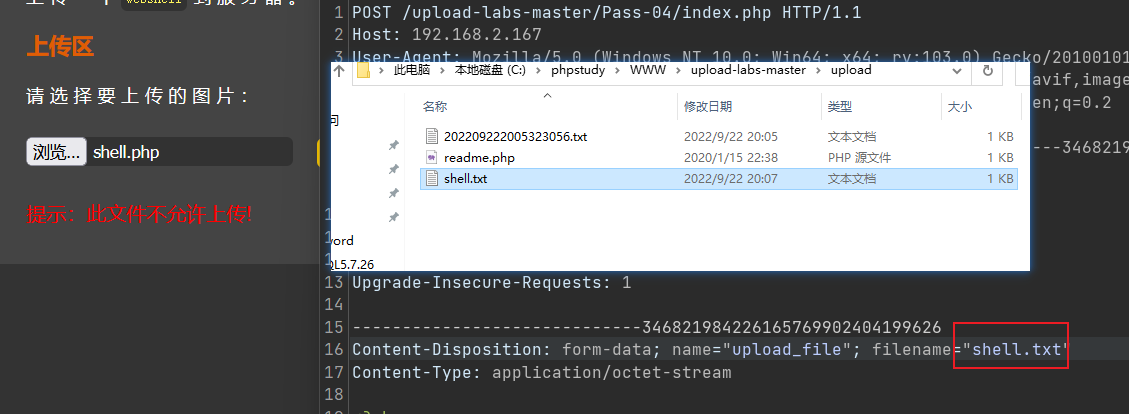 webshell 到服务器。
上传区
请选择要上传的图片：
浏览... shell.php
提示：此文件不允许上传!
1 POST /upload-labs-master/Pass-04/index.php HTTP/1.1
2 Host: 192.168.2.167
3 User-Agent: Mozilla/5.0 (Windows NT 10.0; Win64; x64; rv:103.0) Gecko/20100101
此电脑 > 本地磁盘 (C:) > phpstudy > WWW > upload-labs-master > upload
avif,image
en;q=0.2
---3468219
名称 修改日期 类型 大小
202209222005323056.txt 2022/9/22 20:05 文本文档 1 KB
readme.php 2020/1/15 22:38 PHP 源文件 1 KB
shell.txt 2022/9/22 20:07 文本文档 1 KB
word
QL5.7.26
13 Upgrade-Insecure-Requests: 1
14
15 -----------------------------346821984226165769902404199626
16 Content-Disposition: form-data; name="upload_file"; filename="shell.txt"
17 Content-Type: application/octet-stream
18